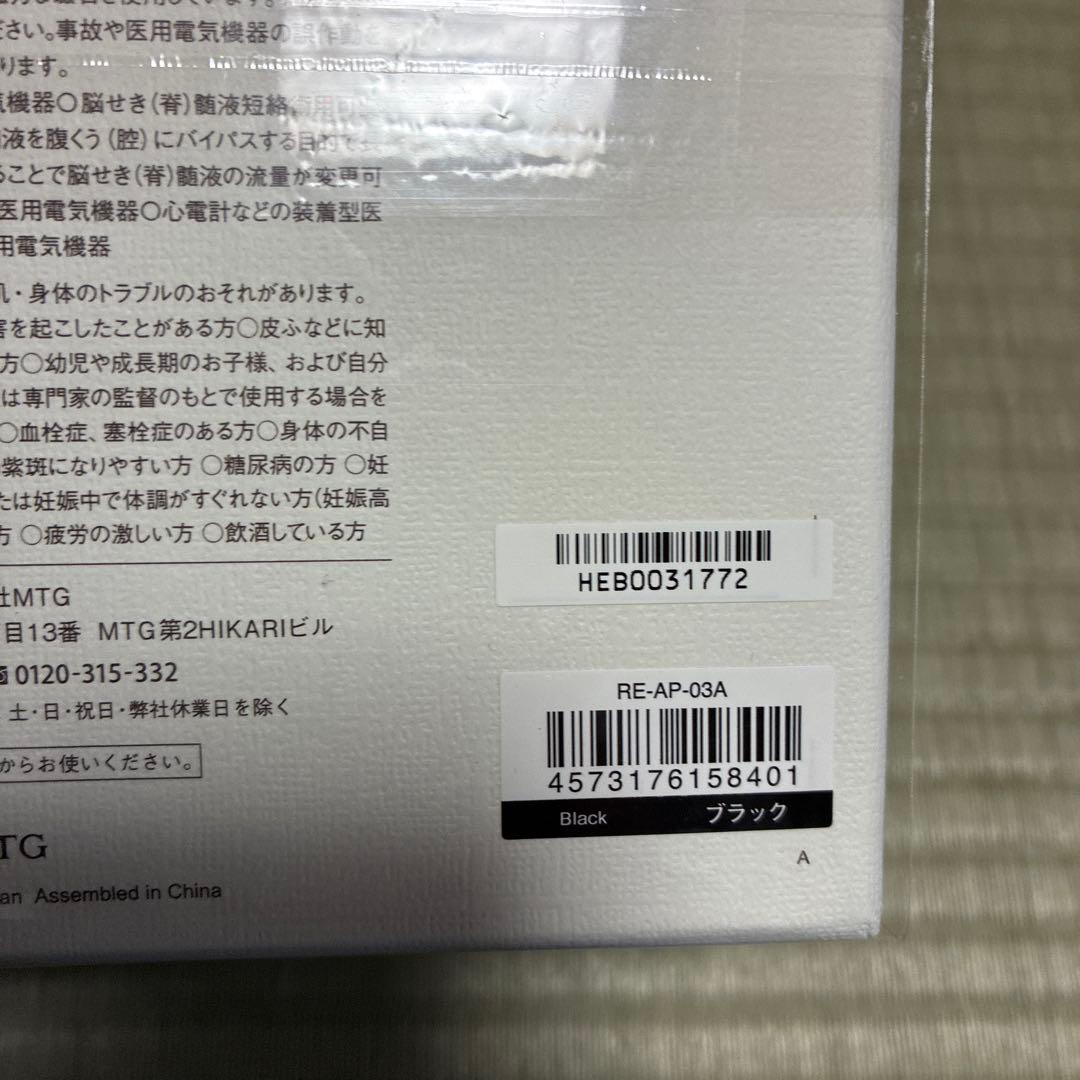 ださい。事故や医用電気機器の誤作動を
ります。
気機器〇脳せき(脊)髄液短絡術用可
液を腹くう(腔)にバイパスする目的で
ことで脳せき(脊)髄液の流量が変更可
医用電気機器〇心電計などの装着型医
用電気機器
肌・身体のトラブルのおそれがあります。
害を起こしたことがある方〇皮ふなどに知
方〇幼児や成長期のお子様、および自分
は専門家の監督のもとで使用する場合を
〇血栓症、塞栓症のある方〇身体の不自
紫斑になりやすい方 〇糖尿病の方 〇妊
たは妊娠中で体調がすぐれない方(妊娠高
方 〇疲労の激しい方 〇飲酒している方
社MTG
目13番 MTG第2HIKARIビル
0120-315-332
土・日・祝日・弊社休業日を除く
からお使いください。
MTG
an Assembled in China
HEB0031772
RE-AP-03A
4573176158401
Black ブラック
A